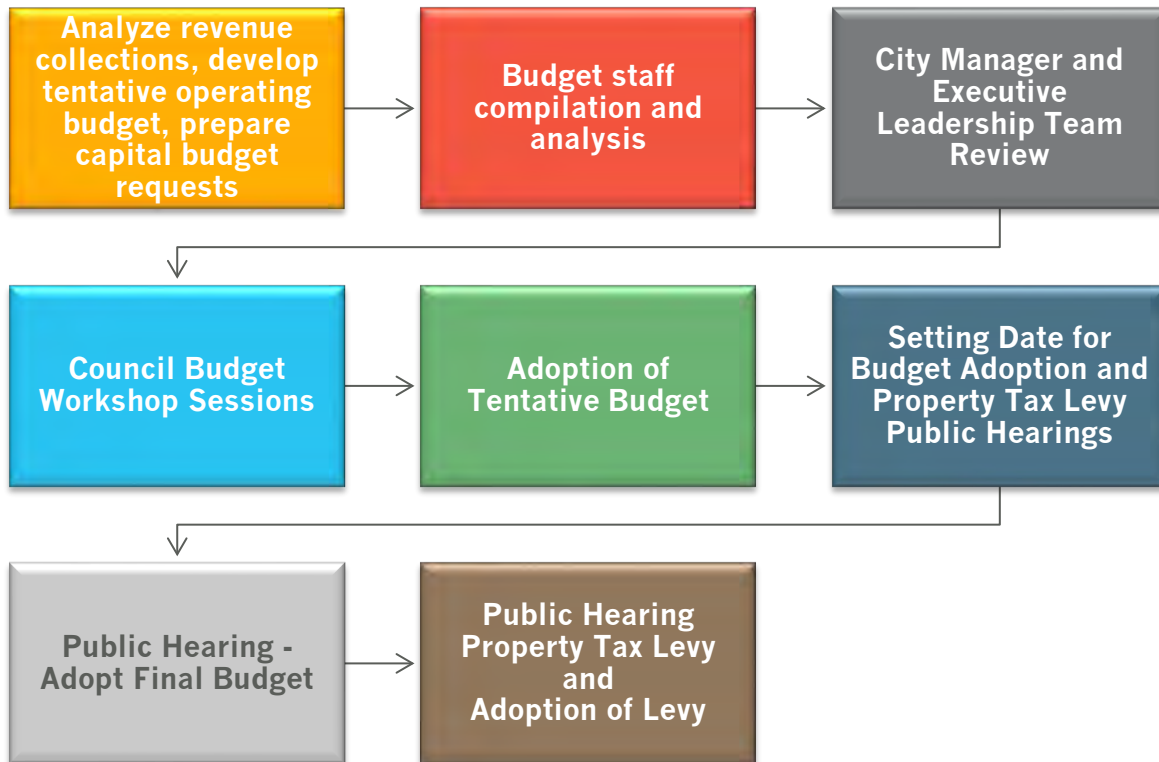 Analyze revenue
collections, develop
tentative operating
budget, prepare
capital budget
requests
Budget staff
compilation and
analysis
City Manager and
Executive
Leadership Team
Review
Council Budget
Workshop Sessions
Adoption of
Tentative Budget
Setting Date for
Budget Adoption and
Property Tax Levy
Public Hearings
Public Hearing -
Adopt Final Budget
Public Hearing
Property Tax Levy
and
Adoption of Levy